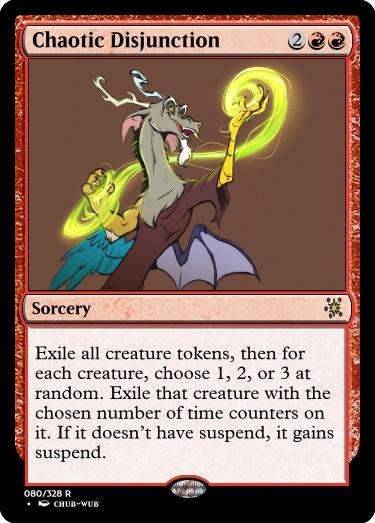 Chaotic Disjunction 2
Sorcery
Exile all creature tokens, then for
each creature, choose 1, 2, or 3 at
random. Exile that creature with the
chosen number of time counters on
it. If it doesn't have suspend, it gains
suspend.
080/328 R
• CHUB-WUB